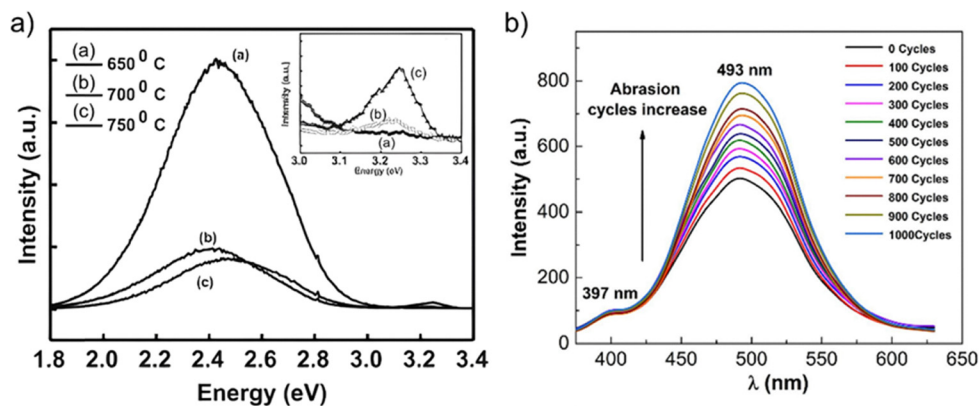 a)
(a) 650 ⁰ C
(b) 700 ⁰ C
(c) 750 ⁰ C
(a)
(b)
(c)
Intensity (a.u.)
1.8 2.0 2.2 2.4 2.6 2.8 3.0 3.2 3.4
Energy (eV)
Intensity (a.u.)
(c)
(b)
(a)
3.0 3.1 3.2 3.3 3.4
Energy (eV)
b)
Intensity (a.u.)
800
600
400
200
0
493 nm
Abrasion
cycles increase
397 nm
0 Cycles
100 Cycles
200 Cycles
300 Cycles
400 Cycles
500 Cycles
600 Cycles
700 Cycles
800 Cycles
900 Cycles
1000Cycles
400 450 500 550 600 650
λ (nm)